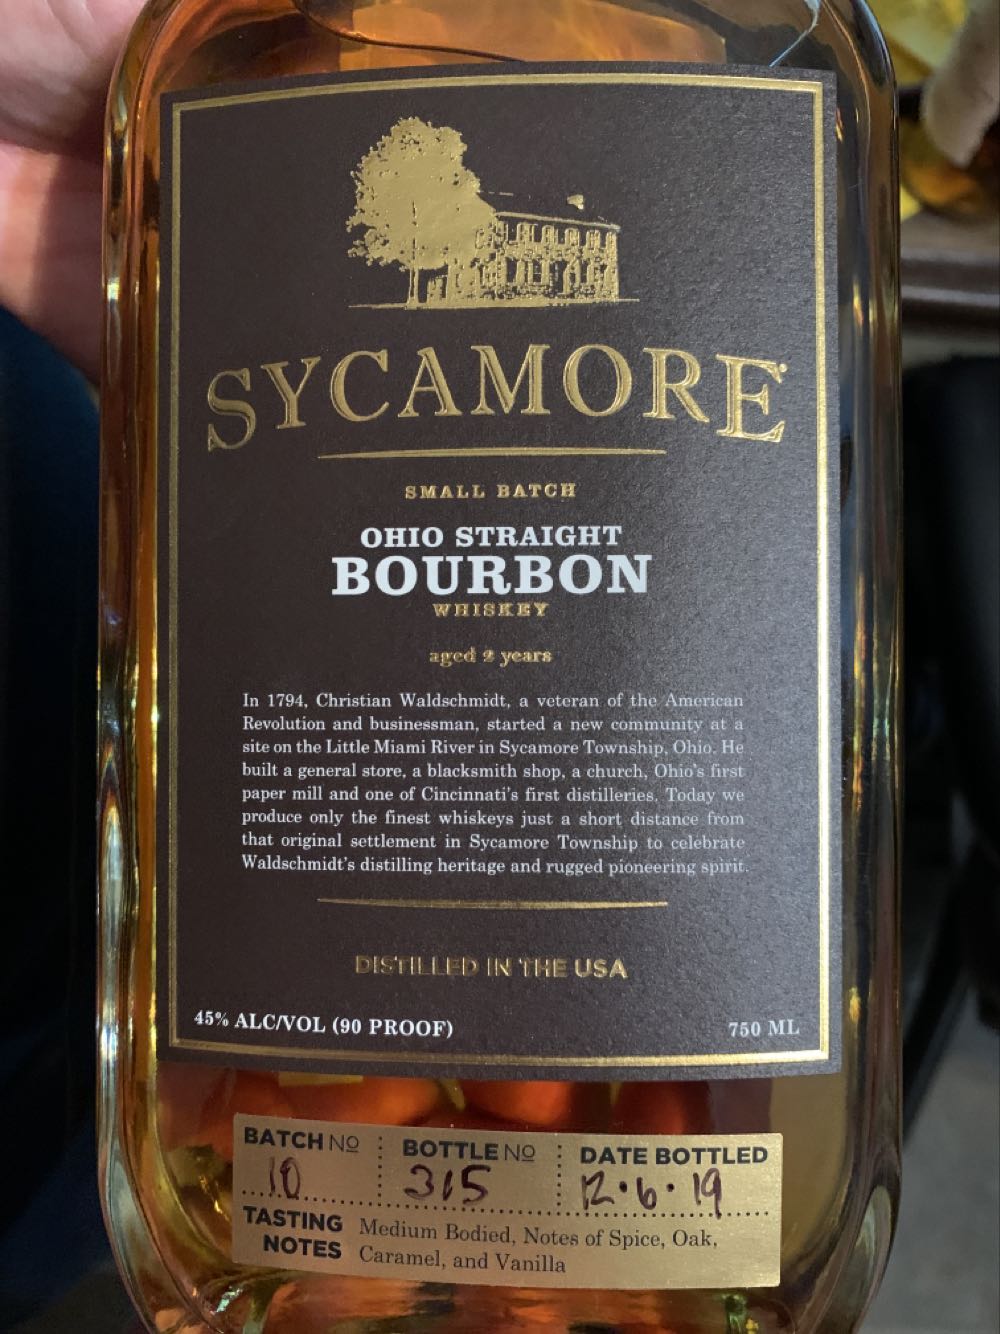 SYCAMORE
SMALL BATCH
OHIO STRAIGHT
BOURBON
WHISKEY
aged 2 years
In 1794, Christian Waldschmidt, a veteran of the American
Revolution and businessman, started a new community at a
site on the Little Miami River in Sycamore Township, Ohio. He
built a general store, a blacksmith shop, a church, Ohio's first
paper mill and one of Cincinnati's first distilleries. Today we
produce only the finest whiskeys just a short distance from
that original settlement in Sycamore Township to celebrate
Waldschmidt's distilling heritage and rugged pioneering spirit.
DISTILLED IN THE USA
45% ALC/VOL (90 PROOF) 750 ML
BATCH NO BOTTLE NO DATE BOTTLED
10 315 12·6·19
TASTING NOTES Medium Bodied, Notes of Spice, Oak,
Caramel, and Vanilla